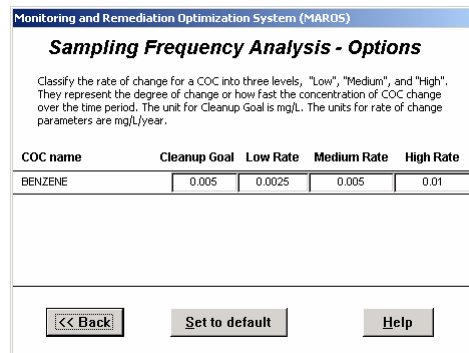 Monitoring and Remediation Optimization System (MAROS)
Sampling Frequency Analysis - Options
Classify the rate of change for a COC into three levels, "Low", "Medium", and "High".
They represent the degree of change or how fast the concentration of COC change
over the time period. The unit for Cleanup Goal is mg/L. The units for rate of change
parameters are mg/L/year.
COC name Cleanup Goal Low Rate Medium Rate High Rate
BENZENE 0.005 0.0025 0.005 0.01
<< Back Set to default Help